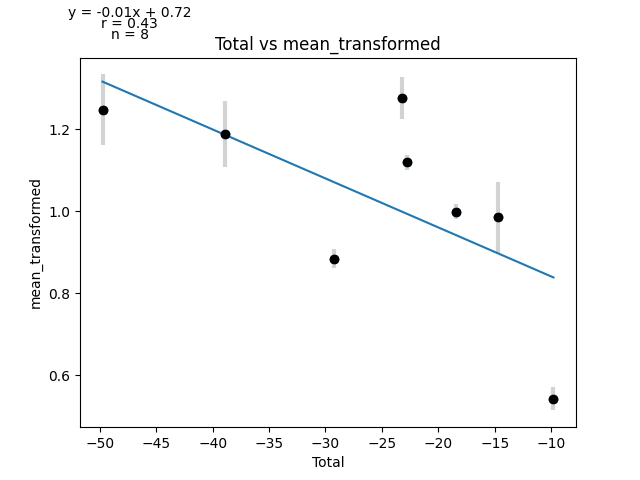 y = -0.01x + 0.72
r = 0.43
n = 8
Total vs mean_transformed
mean_transformed
1.2
1.0
0.8
0.6
−50
−45
−40
−35
−30
−25
−20
−15
−10
Total